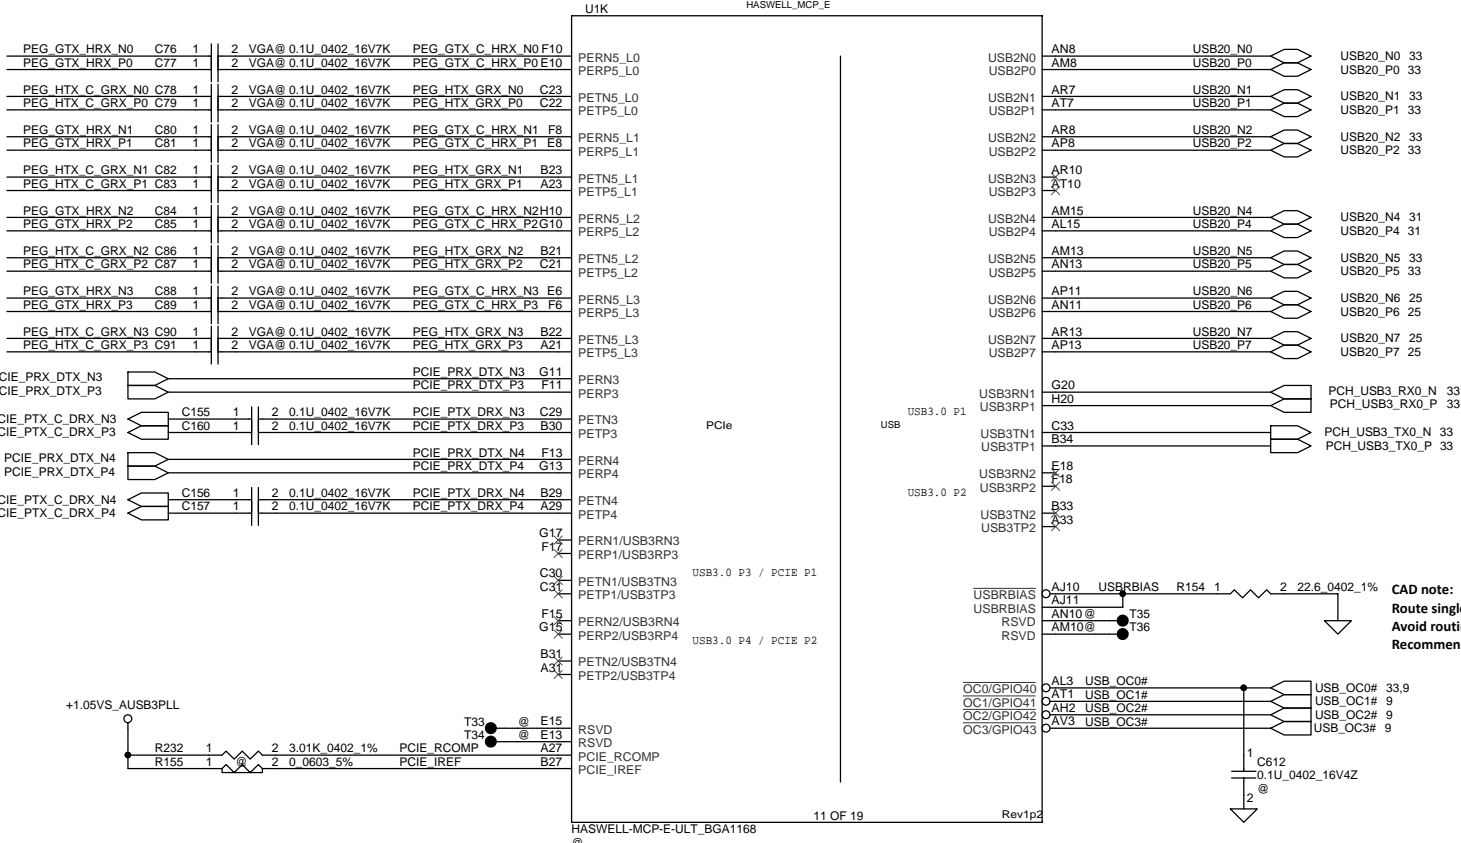 U1K
HASWELL_MCP_E
PEG_GTX_HRX_N0 C76 1 2 VGA@ 0.1U_0402_16V7K PEG_GTX_C_HRX_N0 F10 PERN5_L0
PEG_GTX_HRX_P0 C77 1 2 VGA@ 0.1U_0402_16V7K PEG_GTX_C_HRX_P0 E10 PERP5_L0
PEG_HTX_C_GRX_N0 C78 1 2 VGA@ 0.1U_0402_16V7K PEG_HTX_GRX_N0 C23 PETN5_L0
PEG_HTX_C_GRX_P0 C79 1 2 VGA@ 0.1U_0402_16V7K PEG_HTX_GRX_P0 C22 PETP5_L0
PEG_GTX_HRX_N1 C80 1 2 VGA@ 0.1U_0402_16V7K PEG_GTX_C_HRX_N1 F8 PERN5_L1
PEG_GTX_HRX_P1 C81 1 2 VGA@ 0.1U_0402_16V7K PEG_GTX_C_HRX_P1 E8 PERP5_L1
PEG_HTX_C_GRX_N1 C82 1 2 VGA@ 0.1U_0402_16V7K PEG_HTX_GRX_N1 B23 PETN5_L1
PEG_HTX_C_GRX_P1 C83 1 2 VGA@ 0.1U_0402_16V7K PEG_HTX_GRX_P1 A23 PETP5_L1
PEG_GTX_HRX_N2 C84 1 2 VGA@ 0.1U_0402_16V7K PEG_GTX_C_HRX_N2 H10 PERN5_L2
PEG_GTX_HRX_P2 C85 1 2 VGA@ 0.1U_0402_16V7K PEG_GTX_C_HRX_P2 G10 PERP5_L2
PEG_HTX_C_GRX_N2 C86 1 2 VGA@ 0.1U_0402_16V7K PEG_HTX_GRX_N2 B21 PETN5_L2
PEG_HTX_C_GRX_P2 C87 1 2 VGA@ 0.1U_0402_16V7K PEG_HTX_GRX_P2 C21 PETP5_L2
PEG_GTX_HRX_N3 C88 1 2 VGA@ 0.1U_0402_16V7K PEG_GTX_C_HRX_N3 E6 PERN5_L3
PEG_GTX_HRX_P3 C89 1 2 VGA@ 0.1U_0402_16V7K PEG_GTX_C_HRX_P3 F6 PERP5_L3
PEG_HTX_C_GRX_N3 C90 1 2 VGA@ 0.1U_0402_16V7K PEG_HTX_GRX_N3 B22 PETN5_L3
PEG_HTX_C_GRX_P3 C91 1 2 VGA@ 0.1U_0402_16V7K PEG_HTX_GRX_P3 A21 PETP5_L3
CIE_PRX_DTX_N3 PCIE_PRX_DTX_N3 G11 PERN3
CIE_PRX_DTX_P3 PCIE_PRX_DTX_P3 F11 PERP3
CIE_PTX_C_DRX_N3 C155 1 2 0.1U_0402_16V7K PCIE_PTX_DRX_N3 C29 PETN3
CIE_PTX_C_DRX_P3 C160 1 2 0.1U_0402_16V7K PCIE_PTX_DRX_P3 B30 PETP3
PCIE_PRX_DTX_N4 PCIE_PRX_DTX_N4 F13 PERN4
PCIE_PRX_DTX_P4 PCIE_PRX_DTX_P4 G13 PERP4
CIE_PTX_C_DRX_N4 C156 1 2 0.1U_0402_16V7K PCIE_PTX_DRX_N4 B29 PETN4
CIE_PTX_C_DRX_P4 C157 1 2 0.1U_0402_16V7K PCIE_PTX_DRX_P4 A29 PETP4
G17 PERN1/USB3RN3
F17 PERP1/USB3RP3
C30 PETN1/USB3TN3
C31 PETP1/USB3TP3
F15 PERN2/USB3RN4
G15 PERP2/USB3RP4
B31 PETN2/USB3TN4
A31 PETP2/USB3TP4
+1.05VS_AUSB3PLL
T33 @ E15 RSVD
T34 @ E13 RSVD
R232 1 2 3.01K_0402_1% PCIE_RCOMP A27 PCIE_RCOMP
R155 1 @ 2 0_0603_5% PCIE_IREF B27 PCIE_IREF
PCIe
USB
USB3.0 P1
USB3.0 P2
USB3.0 P3 / PCIE P1
USB3.0 P4 / PCIE P2
USB2N0 AN8 USB20_N0 USB20_N0 33
USB2P0 AM8 USB20_P0 USB20_P0 33
USB2N1 AR7 USB20_N1 USB20_N1 33
USB2P1 AT7 USB20_P1 USB20_P1 33
USB2N2 AR8 USB20_N2 USB20_N2 33
USB2P2 AP8 USB20_P2 USB20_P2 33
USB2N3 AR10
USB2P3 AT10
USB2N4 AM15 USB20_N4 USB20_N4 31
USB2P4 AL15 USB20_P4 USB20_P4 31
USB2N5 AM13 USB20_N5 USB20_N5 33
USB2P5 AN13 USB20_P5 USB20_P5 33
USB2N6 AP11 USB20_N6 USB20_N6 25
USB2P6 AN11 USB20_P6 USB20_P6 25
USB2N7 AR13 USB20_N7 USB20_N7 25
USB2P7 AP13 USB20_P7 USB20_P7 25
USB3RN1 G20 PCH_USB3_RX0_N 33
USB3RP1 H20 PCH_USB3_RX0_P 33
USB3TN1 C33 PCH_USB3_TX0_N 33
USB3TP1 B34 PCH_USB3_TX0_P 33
USB3RN2 E18
USB3RP2 F18
USB3TN2 B33
USB3TP2 A33
USBRBIAS AJ10 USBRBIAS R154 1 2 22.6_0402_1%
USBRBIAS AJ11
RSVD AN10 @ T35
RSVD AM10 @ T36
CAD note:
Route singl
Avoid routi
Recommen
OC0/GPIO40 AL3 USB_OC0# USB_OC0# 33,9
OC1/GPIO41 AT1 USB_OC1# USB_OC1# 9
OC2/GPIO42 AH2 USB_OC2# USB_OC2# 9
OC3/GPIO43 AV3 USB_OC3# USB_OC3# 9
1
C612
0.1U_0402_16V4Z
@
2
11 OF 19
Rev1p2
HASWELL-MCP-E-ULT_BGA1168
@